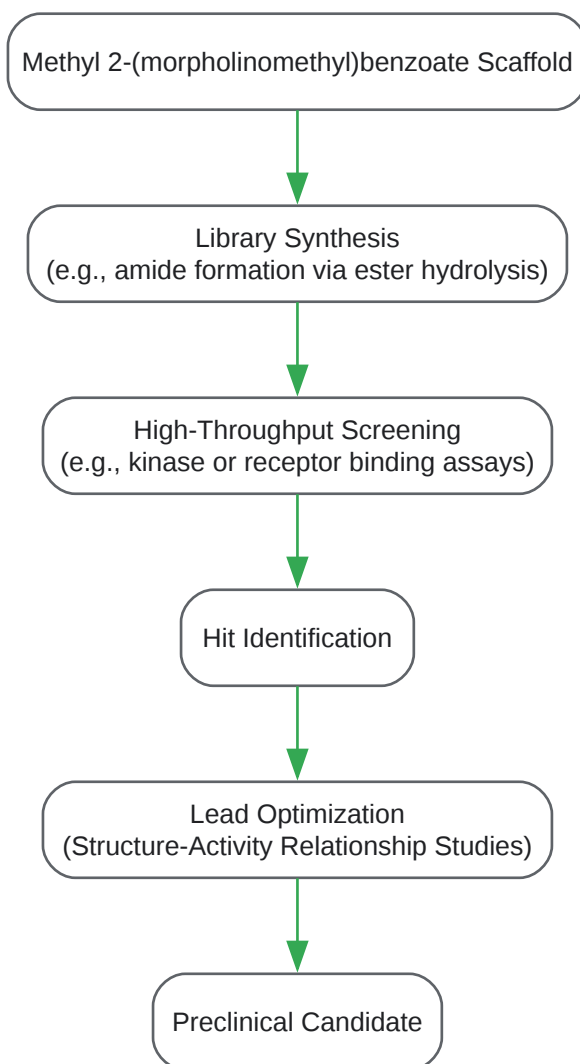 Methyl 2-(morpholinomethyl)benzoate Scaffold
Library Synthesis
(e.g., amide formation via ester hydrolysis)
High-Throughput Screening
(e.g., kinase or receptor binding assays)
Hit Identification
Lead Optimization
(Structure-Activity Relationship Studies)
Preclinical Candidate